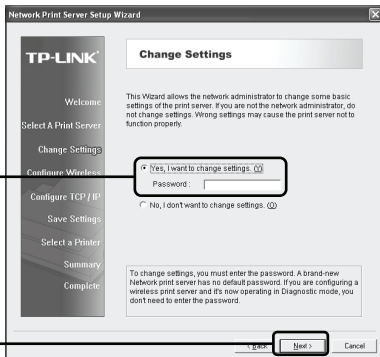 Network Print Server Setup Wizard
TP-LINK
Welcome
Select A Print Server
Change Settings
Configure Wireless
Configure TCP / IP
Save Settings
Select a Printer
Summary
Complete
Change Settings
This Wizard allows the network administrator to change some basic
settings of the print server. If you are not the network administrator, do
not change settings. Wrong settings may cause the print server not to
function properly.
Yes, I want to change settings. (Y)
Password :
No, I don't want to change settings. (O)
To change settings, you must enter the password. A brand-new
Network print server has no default password. If you are configuring a
wireless print server and it's now operating in Diagnostic mode, you
don't need to enter the password.
< Back
Next >
Cancel